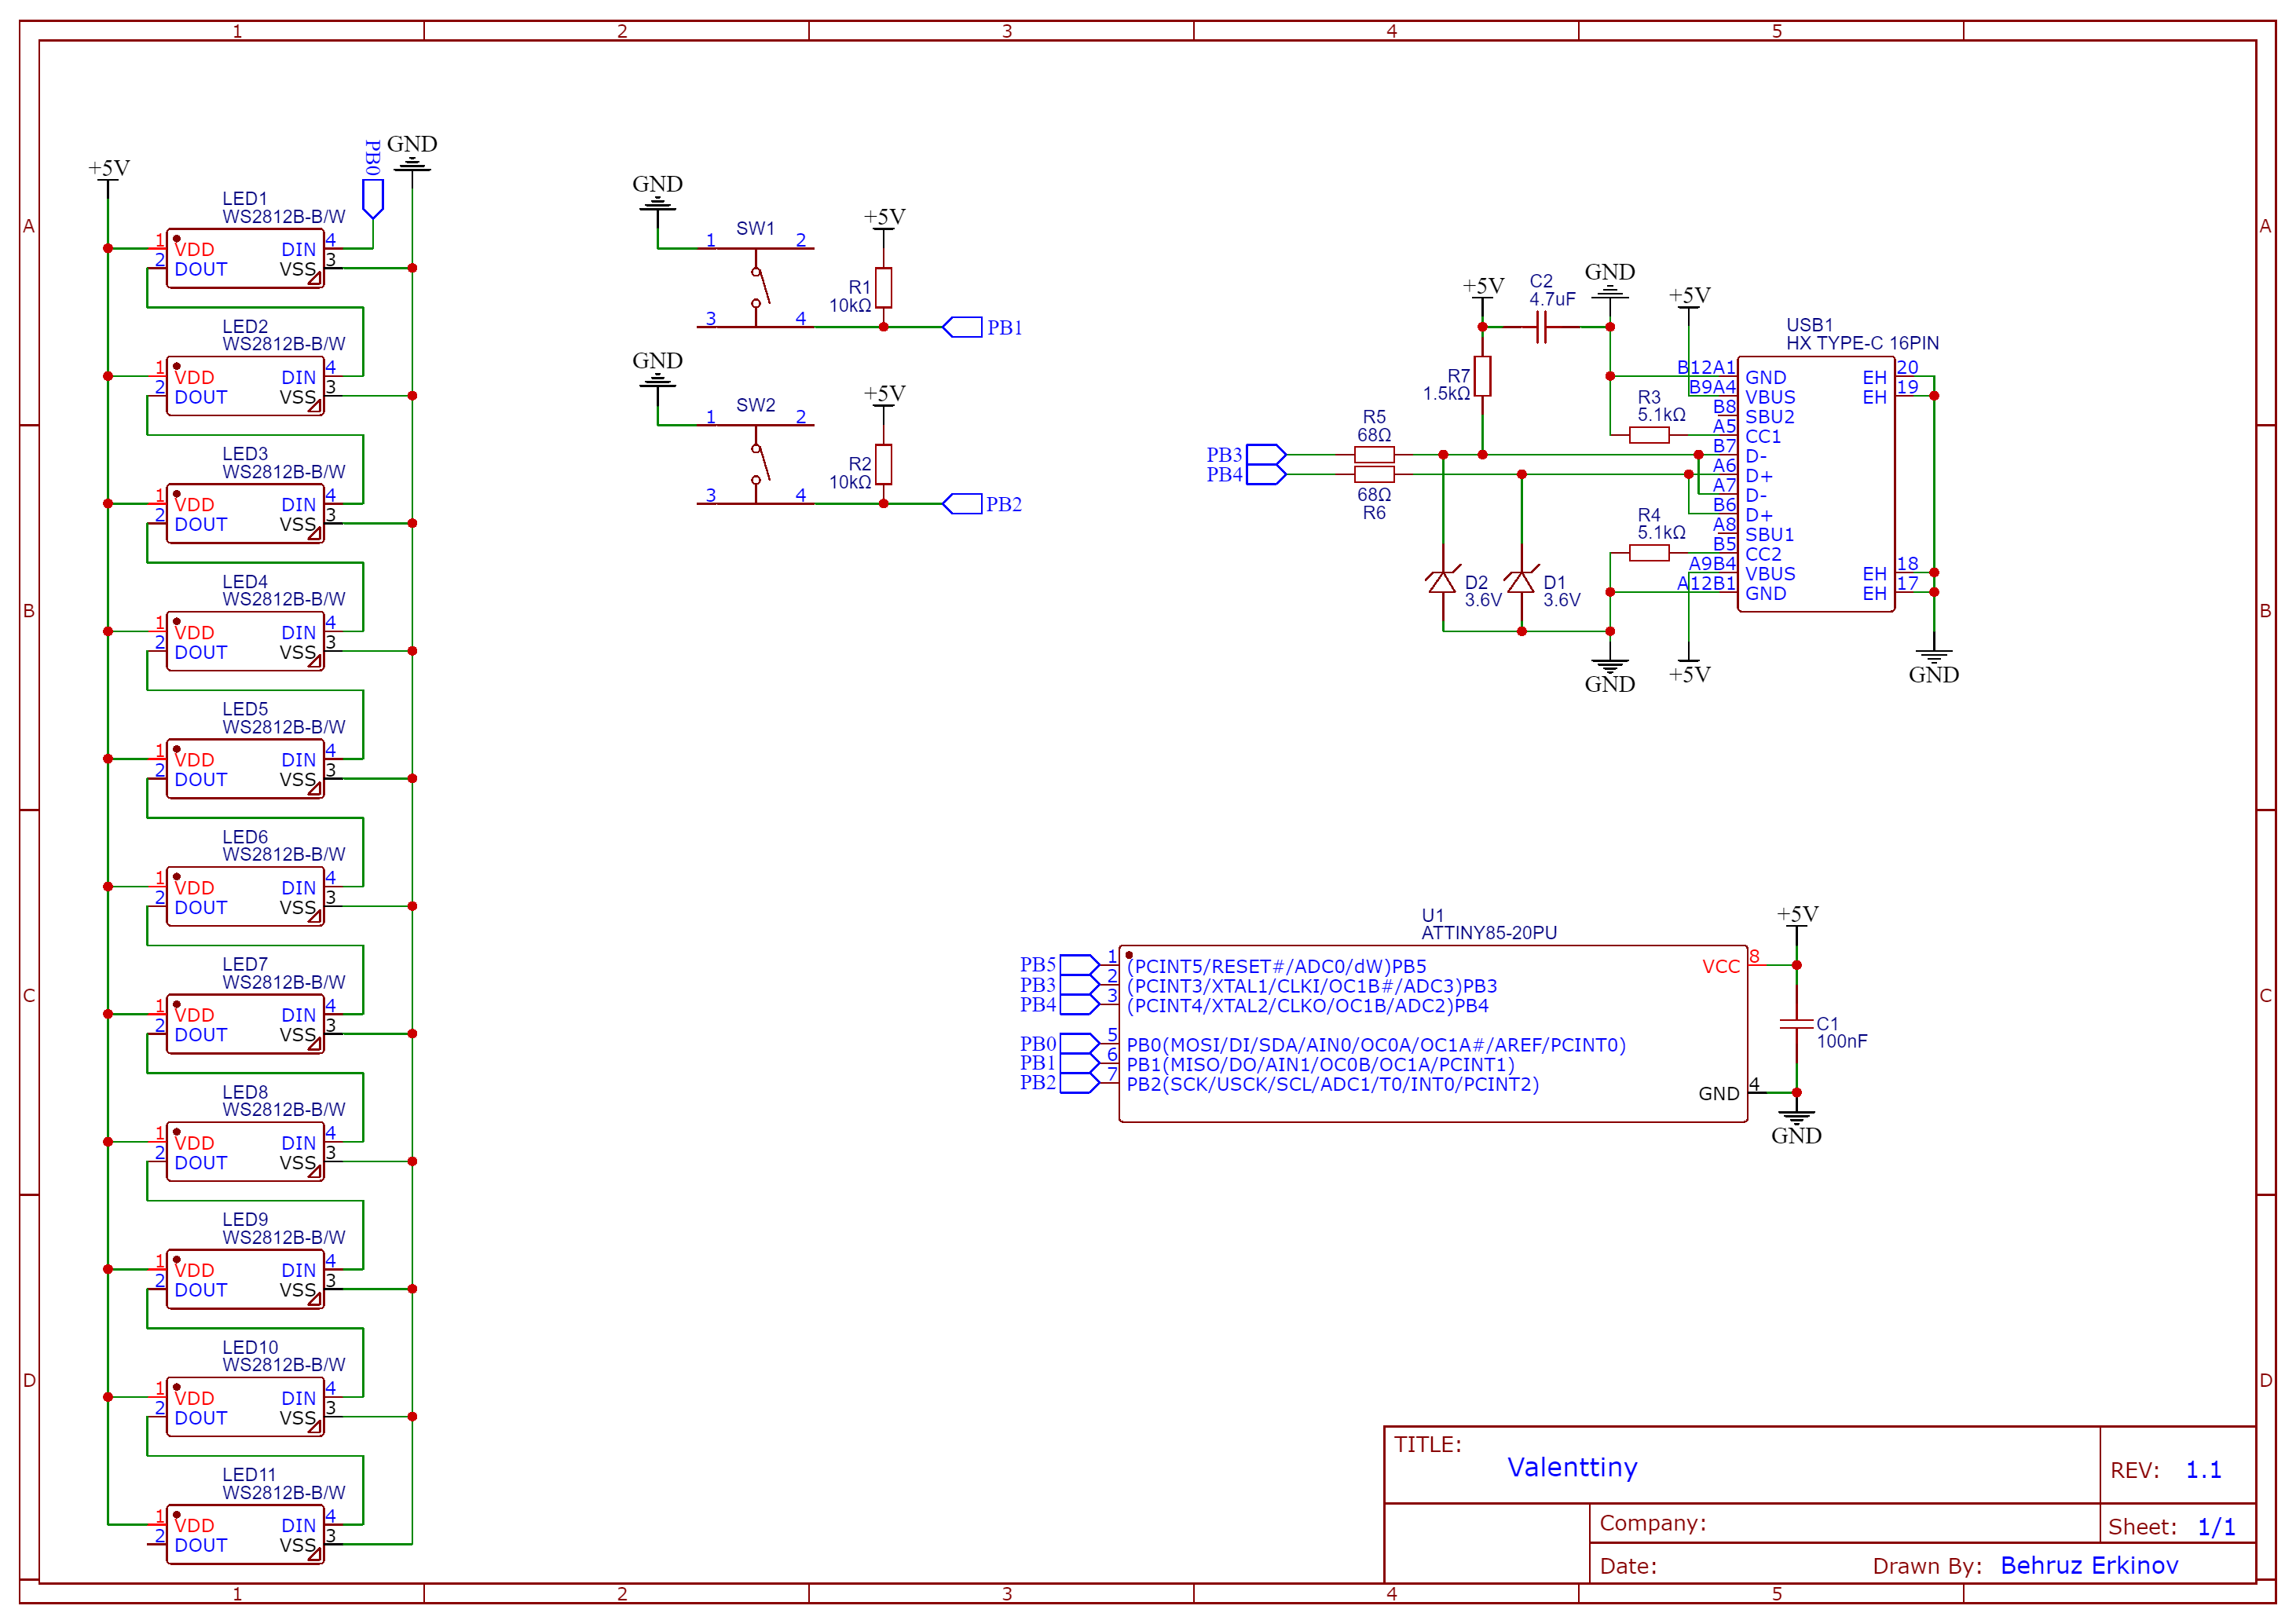 1 2 3 4 5
A
B
C
D
A
B
C
D
+5V
PB0
GND
LED1
WS2812B-B/W
1 VDD DIN 4
2 DOUT VSS 3
LED2
WS2812B-B/W
1 VDD DIN 4
2 DOUT VSS 3
LED3
WS2812B-B/W
1 VDD DIN 4
2 DOUT VSS 3
LED4
WS2812B-B/W
1 VDD DIN 4
2 DOUT VSS 3
LED5
WS2812B-B/W
1 VDD DIN 4
2 DOUT VSS 3
LED6
WS2812B-B/W
1 VDD DIN 4
2 DOUT VSS 3
LED7
WS2812B-B/W
1 VDD DIN 4
2 DOUT VSS 3
LED8
WS2812B-B/W
1 VDD DIN 4
2 DOUT VSS 3
LED9
WS2812B-B/W
1 VDD DIN 4
2 DOUT VSS 3
LED10
WS2812B-B/W
1 VDD DIN 4
2 DOUT VSS 3
LED11
WS2812B-B/W
1 VDD DIN 4
2 DOUT VSS 3
GND
SW1
+5V
1 2
R1
10kΩ
3 4
PB1
GND
SW2
+5V
1 2
R2
10kΩ
3 4
PB2
+5V
C2
4.7uF
GND
+5V
R7
1.5kΩ
R3
5.1kΩ
R5
68Ω
PB3
PB4
68Ω
R6
R4
5.1kΩ
D2
3.6V
D1
3.6V
GND
+5V
USB1
HX TYPE-C 16PIN
B12A1 GND EH 20
B9A4 VBUS EH 19
B8 SBU2
A5 CC1
B7 D-
A6 D+
A7 D-
B6 D+
A8 SBU1
B5 CC2
A9B4 VBUS EH 18
A12B1 GND EH 17
GND
U1
ATTINY85-20PU
PB5 1 (PCINT5/RESET#/ADC0/dW)PB5
PB3 2 (PCINT3/XTAL1/CLKI/OC1B#/ADC3)PB3
PB4 3 (PCINT4/XTAL2/CLKO/OC1B/ADC2)PB4
PB0 5 PB0(MOSI/DI/SDA/AIN0/OC0A/OC1A#/AREF/PCINT0)
PB1 6 PB1(MISO/DO/AIN1/OC0B/OC1A/PCINT1)
PB2 7 PB2(SCK/USCK/SCL/ADC1/T0/INT0/PCINT2)
VCC 8
GND 4
+5V
C1
100nF
GND
TITLE:
Valenttiny
REV: 1.1
Company:
Sheet: 1/1
Date:
Drawn By: Behruz Erkinov
1 2 3 4 5